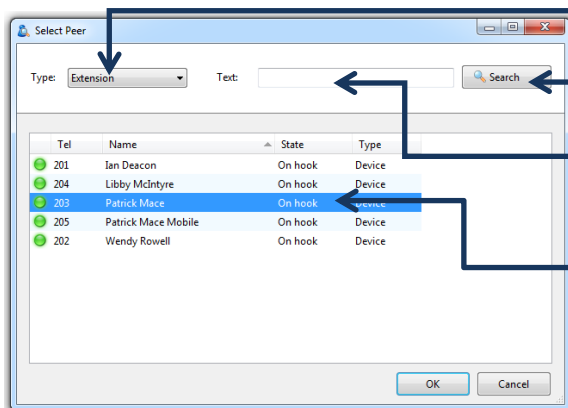 Select Peer
Type: Extension Text: Search
Tel Name State Type
201 Ian Deacon On hook Device
204 Libby McIntyre On hook Device
203 Patrick Mace On hook Device
205 Patrick Mace Mobile On hook Device
202 Wendy Rowell On hook Device
OK Cancel